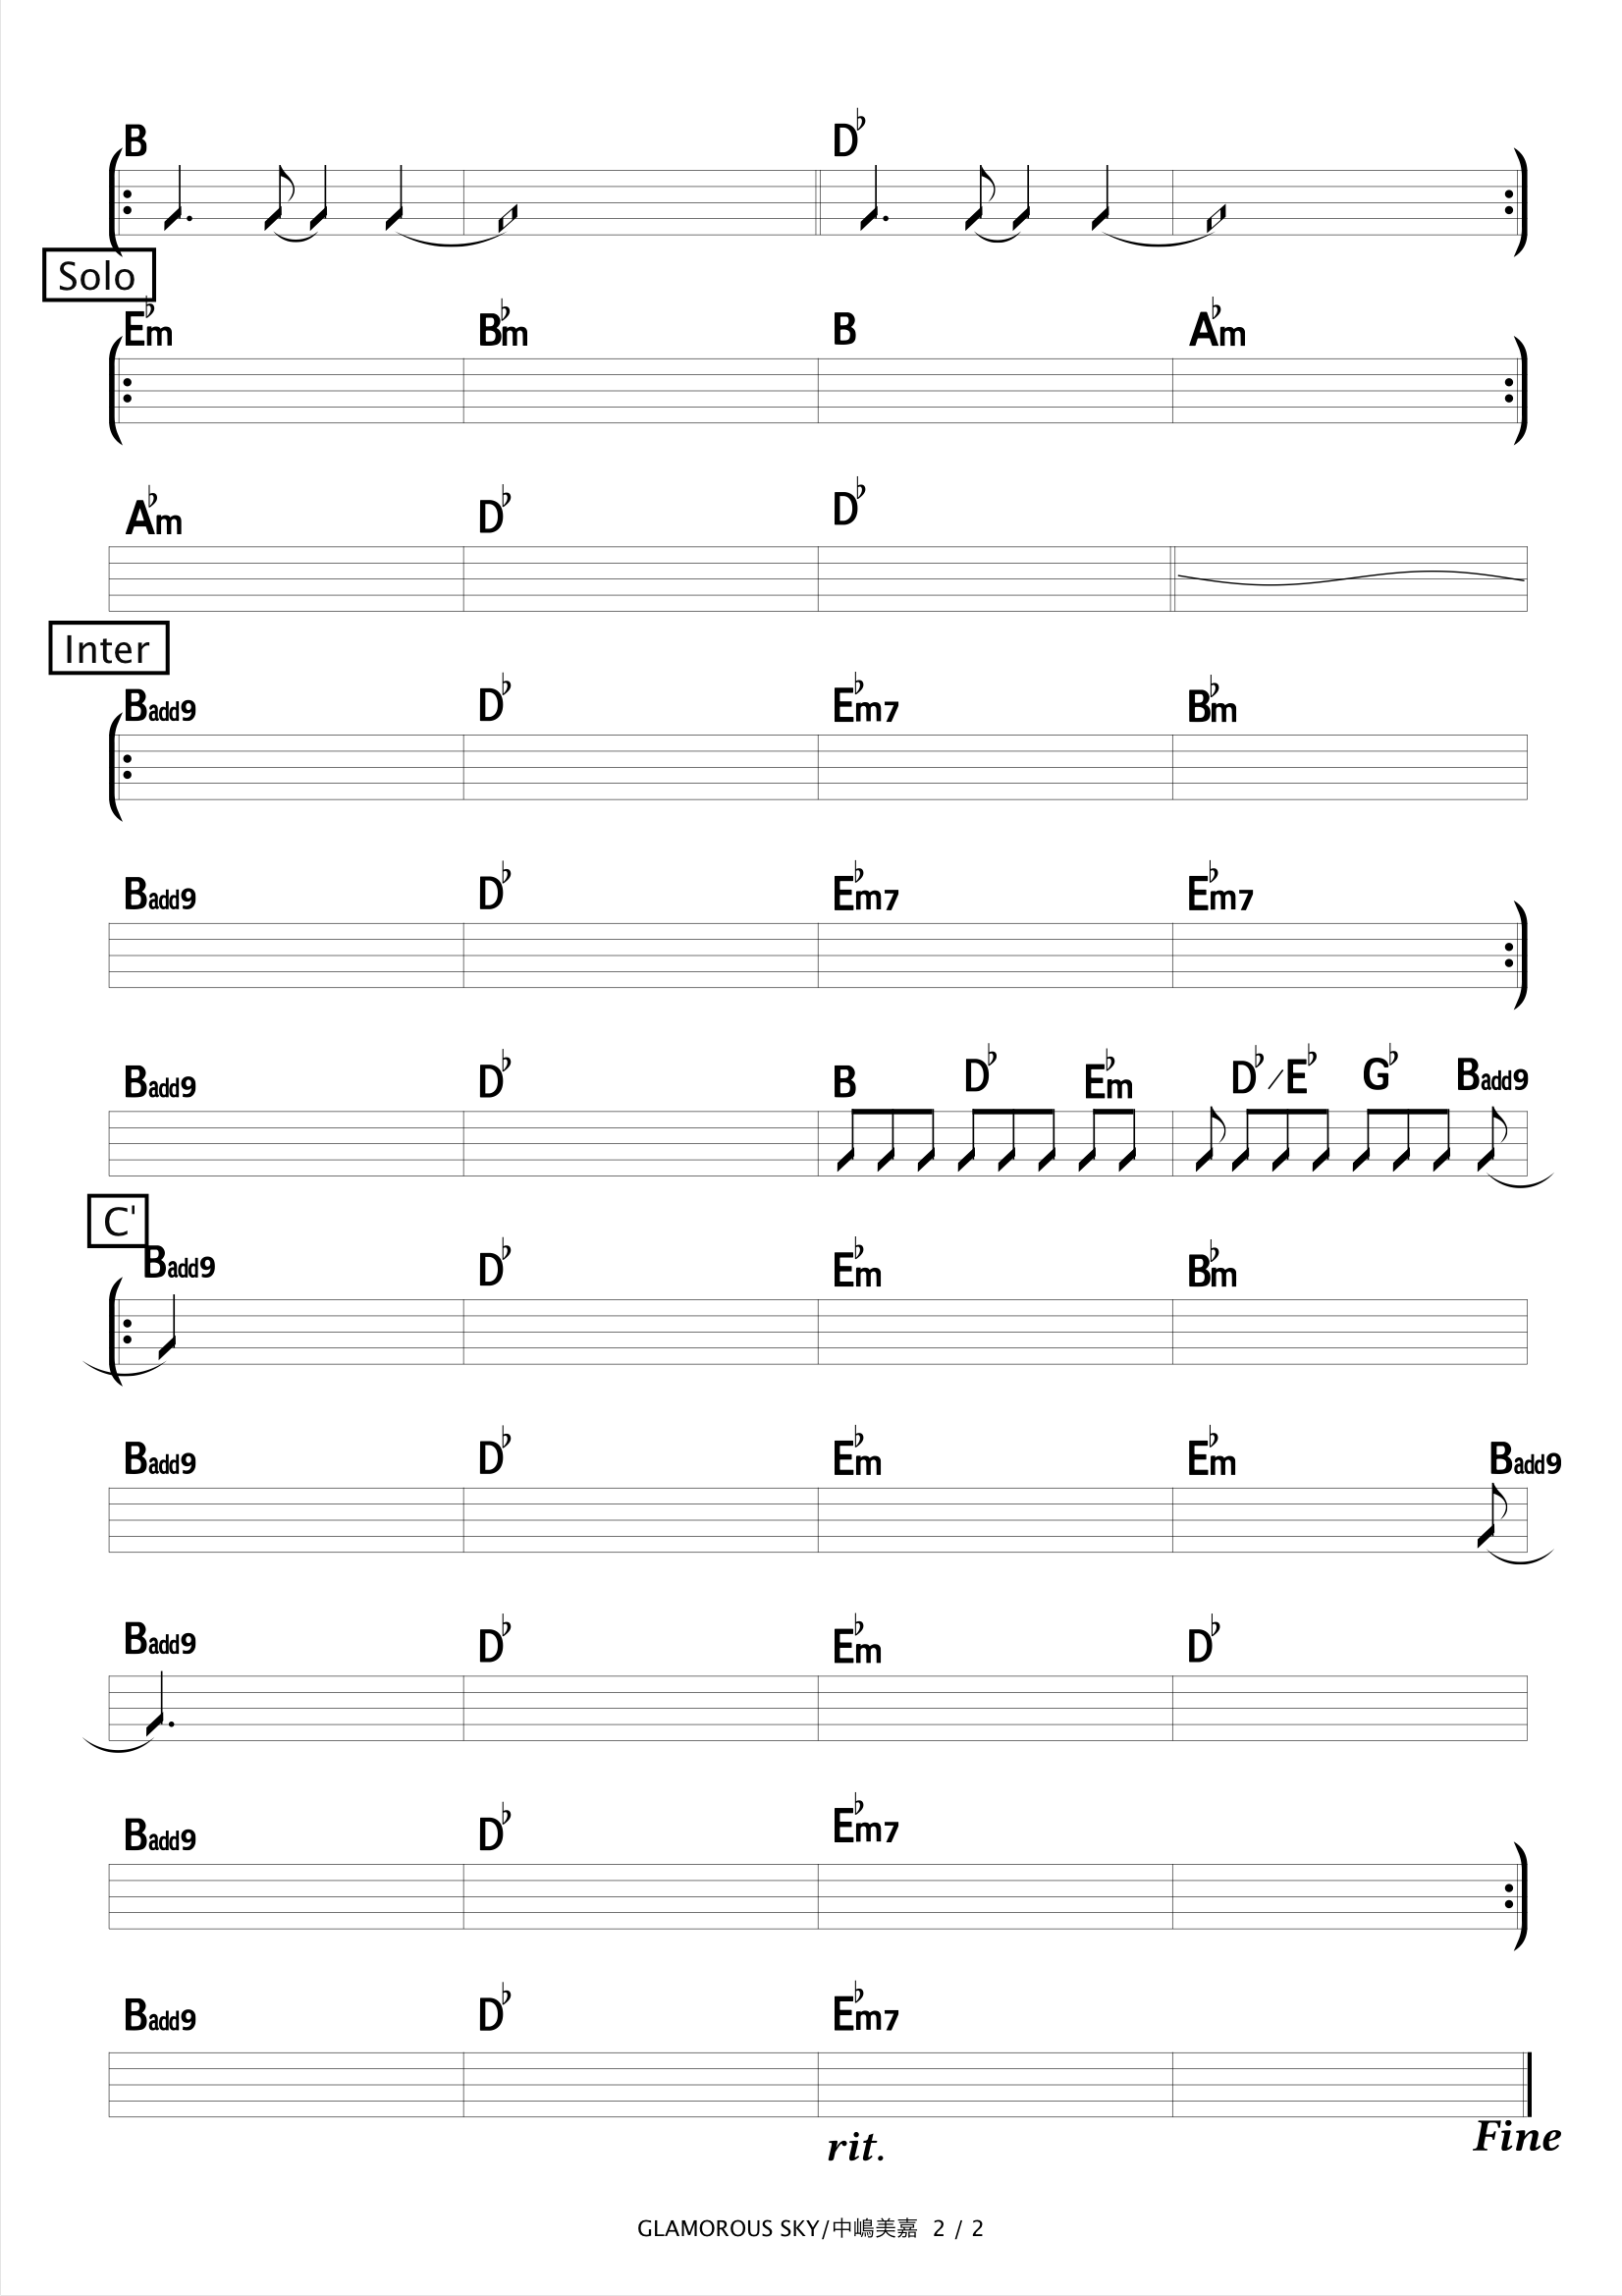 B D♭
Solo
E♭m B♭m B A♭m
A♭m D♭ D♭
Inter
Badd9 D♭ E♭m7 B♭m
Badd9 D♭ E♭m7 E♭m7
Badd9 D♭ B D♭ E♭m D♭/E♭ G♭ Badd9
C'
Badd9 D♭ E♭m B♭m
Badd9 D♭ E♭m E♭m Badd9
Badd9 D♭ E♭m D♭
Badd9 D♭ E♭m7
Badd9 D♭ E♭m7
rit. Fine
GLAMOROUS SKY/中嶋美嘉 2 / 2